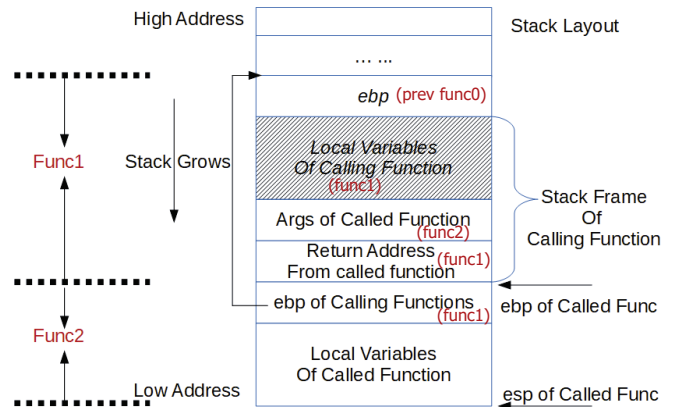 High Address
Stack Layout
... ...
ebp (prev func0)
Func1
Stack Grows
Local Variables
Of Calling Function
(func1)
Args of Called Function
(func2)
Return Address
From called function
(func1)
Stack Frame
Of
Calling Function
ebp of Calling Functions
(func1)
ebp of Called Func
Func2
Local Variables
Of Called Function
Low Address
esp of Called Func